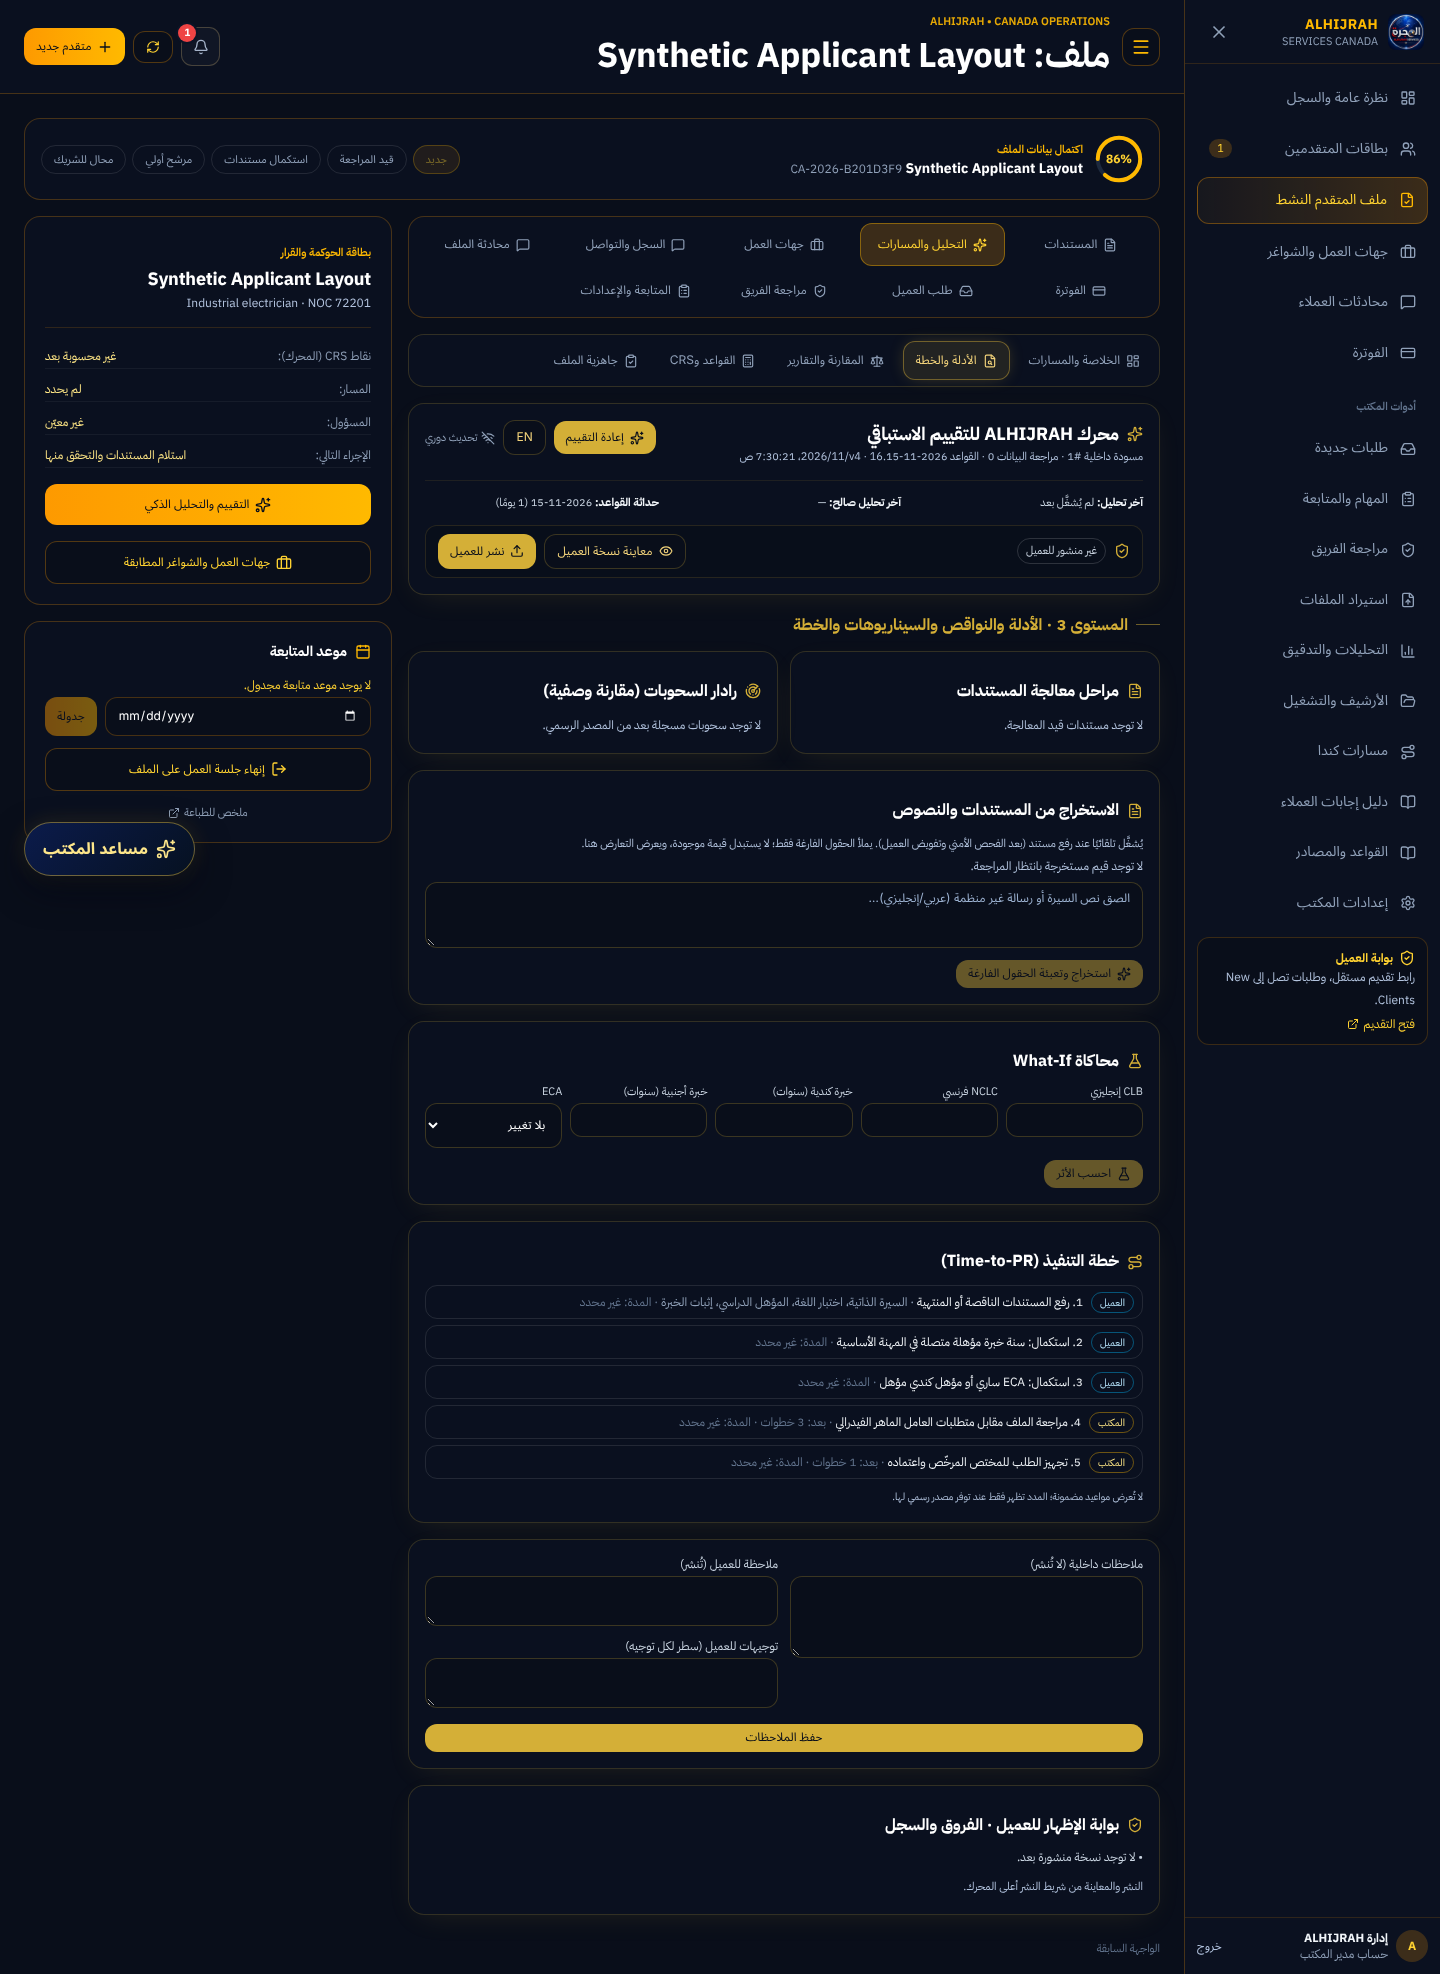 ALHIJRAH
SERVICES CANADA
نظرة عامة والسجل
بطاقات المتقدمين
1
ملف المتقدم النشط
جهات العمل والشواغر
محادثات العملاء
الفوترة
أدوات المكتب
طلبات جديدة
المهام والمتابعة
مراجعة الفريق
استيراد الملفات
التحليلات والتدقيق
الأرشيف والتشغيل
مسارات كندا
دليل إجابات العملاء
القواعد والمصادر
إعدادات المكتب
بوابة العميل
رابط تقديم مستقل، وطلبات تصل إلى New
Clients.
فتح التقديم
A
إدارة ALHIJRAH
حساب مدير المكتب
خروج
ALHIJRAH • CANADA OPERATIONS
ملف: Synthetic Applicant Layout
1
متقدم جديد
86%
اكتمال بيانات الملف
Synthetic Applicant Layout CA-2026-B201D3F9
جديد
قيد المراجعة
استكمال مستندات
مرشح أولي
محال للشريك
المستندات
التحليل والمسارات
جهات العمل
السجل والتواصل
محادثة الملف
الفوترة
طلب العميل
مراجعة الفريق
المتابعة والإعدادات
الخلاصة والمسارات
الأدلة والخطة
المقارنة والتقارير
القواعد وCRS
جاهزية الملف
محرك ALHIJRAH للتقييم الاستباقي
مسودة داخلية #1 · مراجعة البيانات 0 · القواعد 2026-11-15.v4 · 16/‏11/‏2026، 7:30:21 ص
إعادة التقييم
EN
تحديث دوري
آخر تحليل: لم يُشغَّل بعد
آخر تحليل صالح: —
حداثة القواعد: 2026-11-15 (1 يومًا)
غير منشور للعميل
معاينة نسخة العميل
نشر للعميل
المستوى 3 · الأدلة والنواقص والسيناريوهات والخطة
مراحل معالجة المستندات
لا توجد مستندات قيد المعالجة.
رادار السحوبات (مقارنة وصفية)
لا توجد سحوبات مسجلة بعد من المصدر الرسمي.
الاستخراج من المستندات والنصوص
يُشغَّل تلقائيًا عند رفع مستند (بعد الفحص الأمني وتفويض العميل). يملأ الحقول الفارغة فقط؛ لا يستبدل قيمة موجودة، ويعرض التعارض هنا.
لا توجد قيم مستخرجة بانتظار المراجعة.
الصق نص السيرة أو رسالة غير منظمة (عربي/إنجليزي)...
استخراج وتعبئة الحقول الفارغة
محاكاة What-If
CLB إنجليزي
NCLC فرنسي
خبرة كندية (سنوات)
خبرة أجنبية (سنوات)
ECA
بلا تغيير
احسب الأثر
خطة التنفيذ (Time-to-PR)
العميل
1. رفع المستندات الناقصة أو المنتهية · السيرة الذاتية، اختبار اللغة، المؤهل الدراسي، إثبات الخبرة · المدة: غير محدد
العميل
2. استكمال: سنة خبرة مؤهلة متصلة في المهنة الأساسية · المدة: غير محدد
العميل
3. استكمال: ECA ساري أو مؤهل كندي مؤهل · المدة: غير محدد
المكتب
4. مراجعة الملف مقابل متطلبات العامل الماهر الفيدرالي · بعد: 3 خطوات · المدة: غير محدد
المكتب
5. تجهيز الطلب للمختص المرخّص واعتماده · بعد: 1 خطوات · المدة: غير محدد
لا تُعرض مواعيد مضمونة؛ المدد تظهر فقط عند توفر مصدر رسمي لها.
ملاحظات داخلية (لا تُنشر)
ملاحظة للعميل (تُنشر)
توجيهات للعميل (سطر لكل توجيه)
حفظ الملاحظات
بوابة الإظهار للعميل · الفروق والسجل
• لا توجد نسخة منشورة بعد.
النشر والمعاينة من شريط النشر أعلى المحرك.
الواجهة السابقة
بطاقة الحوكمة والقرار
Synthetic Applicant Layout
Industrial electrician · NOC 72201
نقاط CRS (المحرك):
غير محسوبة بعد
المسار:
لم يحدد
المسؤول:
غير معيّن
الإجراء التالي:
استلام المستندات والتحقق منها
التقييم والتحليل الذكي
جهات العمل والشواغر المطابقة
موعد المتابعة
لا يوجد موعد متابعة مجدول.
mm/dd/yyyy
جدولة
إنهاء جلسة العمل على الملف
ملخص للطباعة
مساعد المكتب